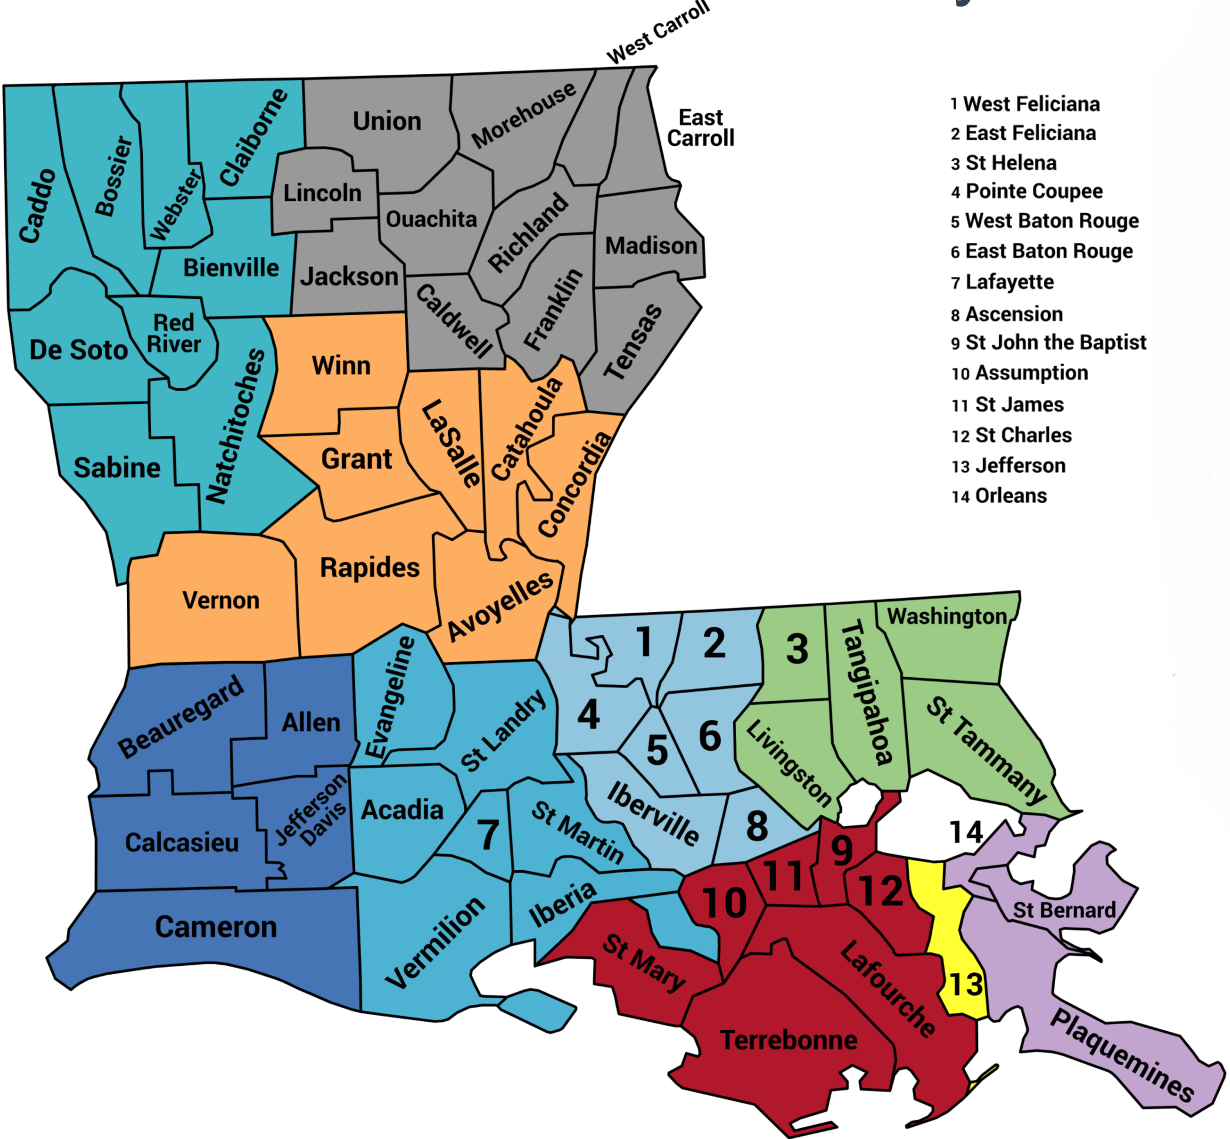 West Carroll
Union
Morehouse
East
Carroll
Claiborne
Bossier
Webster
Caddo
Lincoln
Ouachita
Richland
Madison
Bienville
Jackson
Caldwell
Franklin
Tensas
Red
River
De Soto
Winn
Natchitoches
LaSalle
Catahoula
Sabine
Grant
Concordia
Rapides
Vernon
Avoyelles
Washington
1
2
3
Tangipahoa
Evangeline
Beauregard
Allen
St Landry
4
5
6
Livingston
St Tammany
Jefferson
Davis
Acadia
7
St Martin
Iberville
8
14
Calcasieu
9
11
12
10
Iberia
St Bernard
Cameron
Vermilion
St Mary
Lafourche
13
Terrebonne
Plaquemines
1 West Feliciana
2 East Feliciana
3 St Helena
4 Pointe Coupee
5 West Baton Rouge
6 East Baton Rouge
7 Lafayette
8 Ascension
9 St John the Baptist
10 Assumption
11 St James
12 St Charles
13 Jefferson
14 Orleans